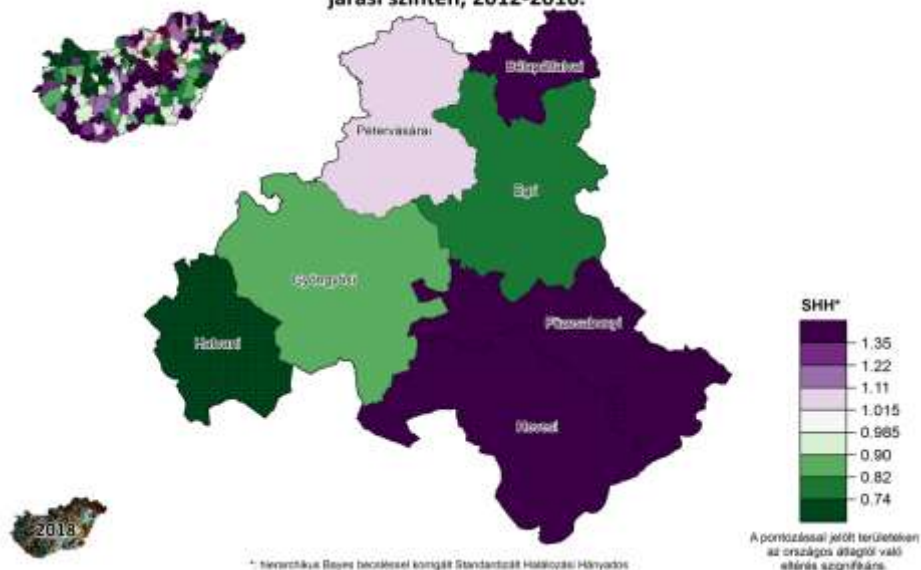 járási szinten, 2012-2016.
Bélapátfalvai
Pétervásárai
Egri
Gyöngyösi
Füzesabonyi
Hatvani
Hevesi
SHH*
1.35
1.22
1.11
1.015
0.985
0.90
0.82
0.74
2018
A pontozással jelölt területeken
az országos átlagtól való
eltérés szignifikáns.
*: hierarchikus Bayes becsléssel korrigált Standardizált Halálozási Hányados